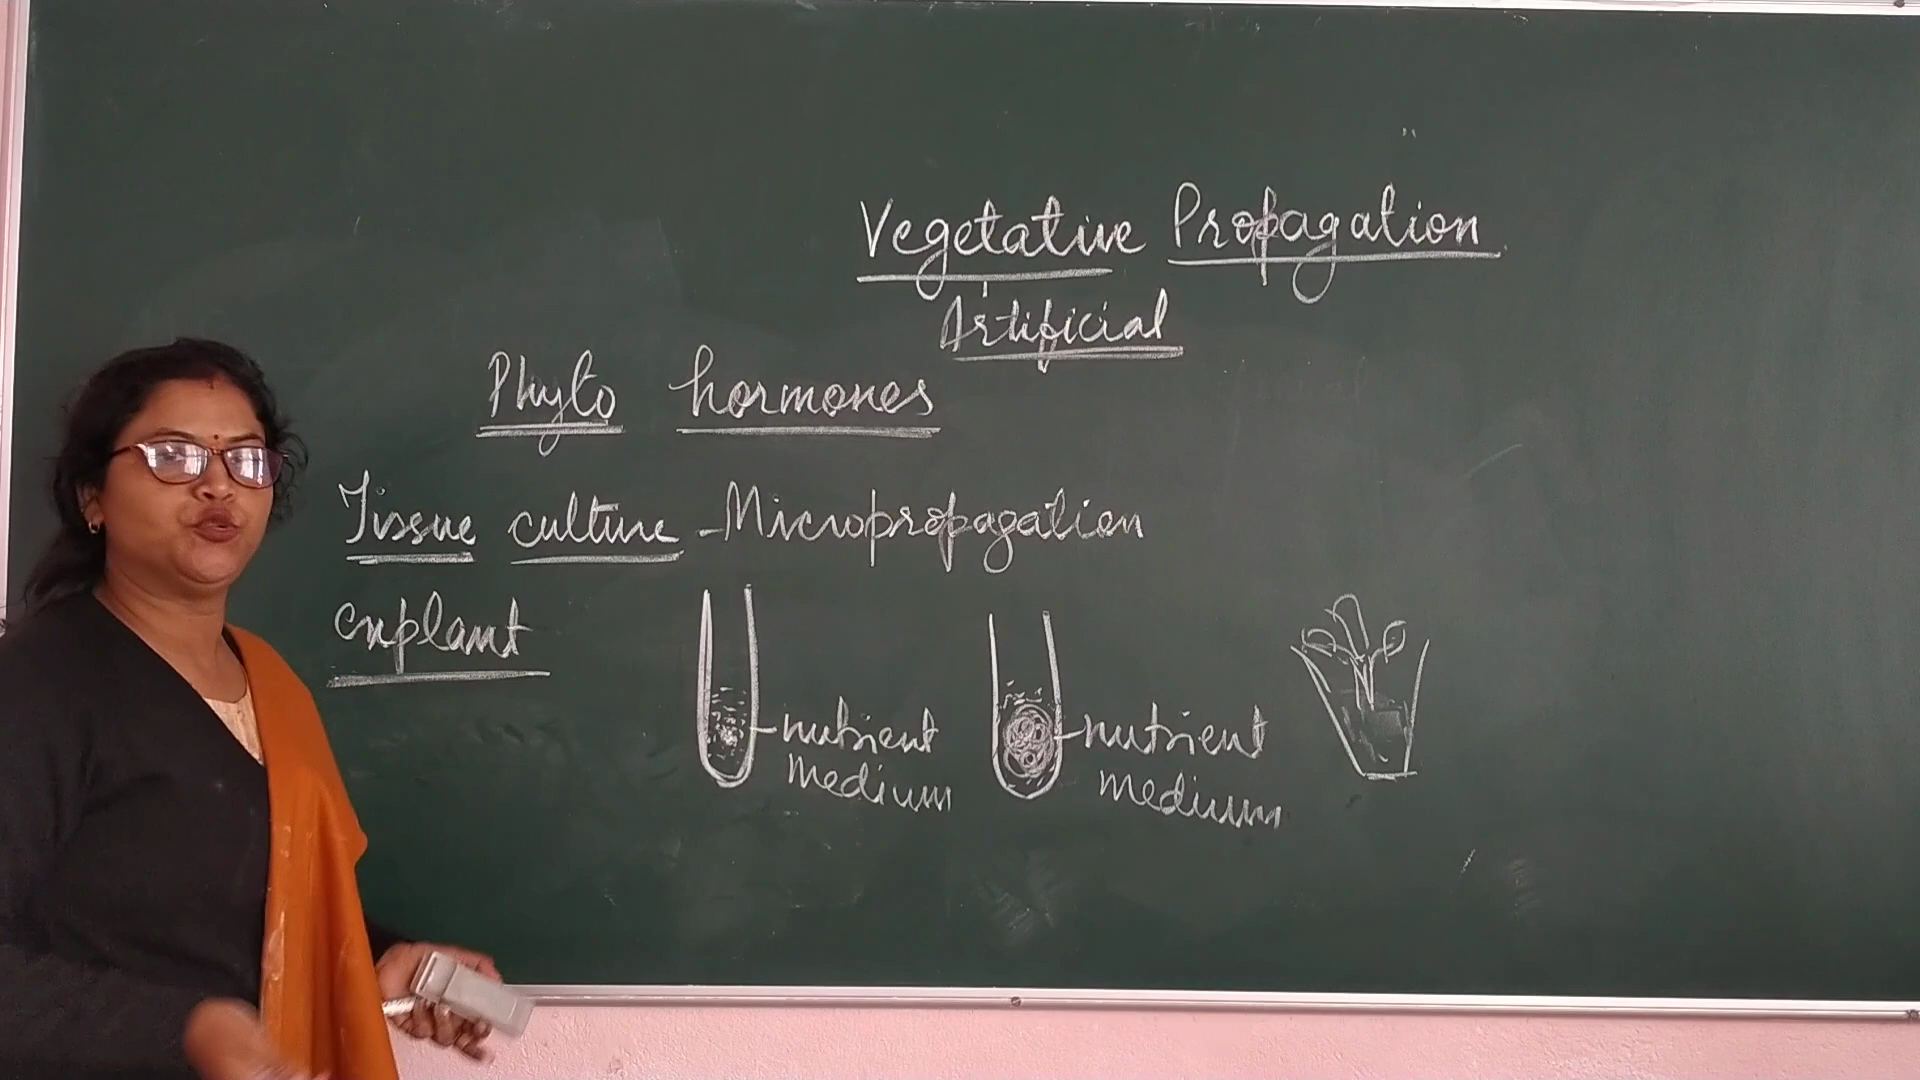 Vegetative Propagation
Artificial
Phyto hormones
Tissue culture - Micropropagation
explant
nutrient medium
nutrient medium